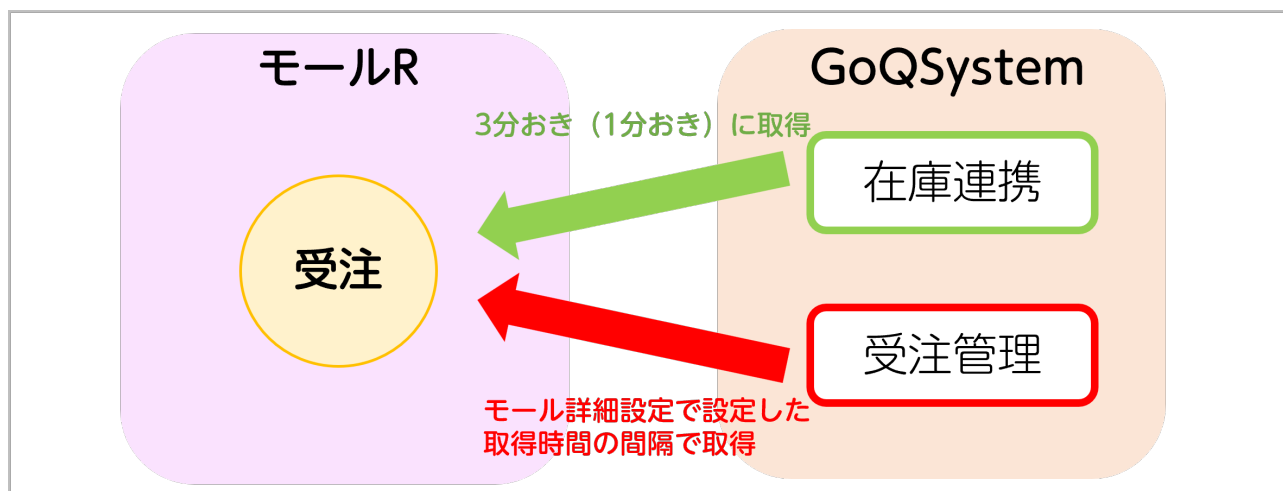 モールR
GoQSystem
3分おき（1分おき）に取得
在庫連携
受注
受注管理
モール詳細設定で設定した
取得時間の間隔で取得